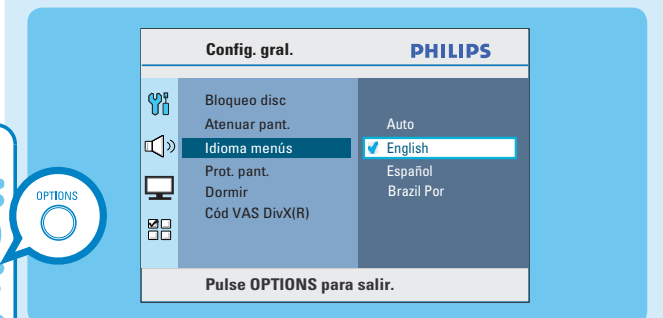 Config. gral.
PHILIPS
Bloqueo disc
Atenuar pant.
Auto
Idioma menús
English
Prot. pant.
Español
Dormir
Brazil Por
Cód VAS DivX(R)
OPTIONS
Pulse OPTIONS para salir.